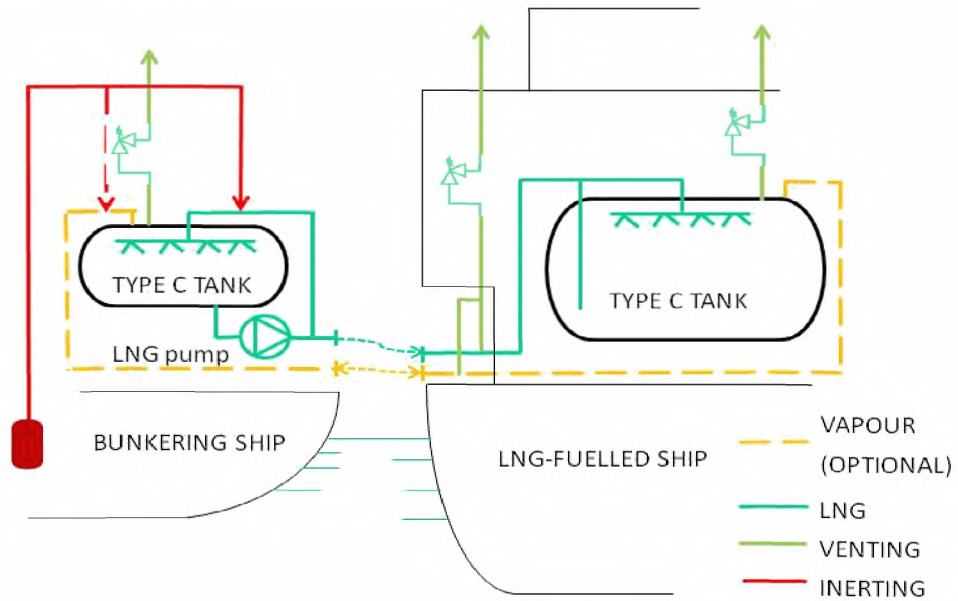 TYPE C TANK
LNG pump
BUNKERING SHIP
TYPE C TANK
LNG-FUELLED SHIP
VAPOUR
(OPTIONAL)
LNG
VENTING
INERTING